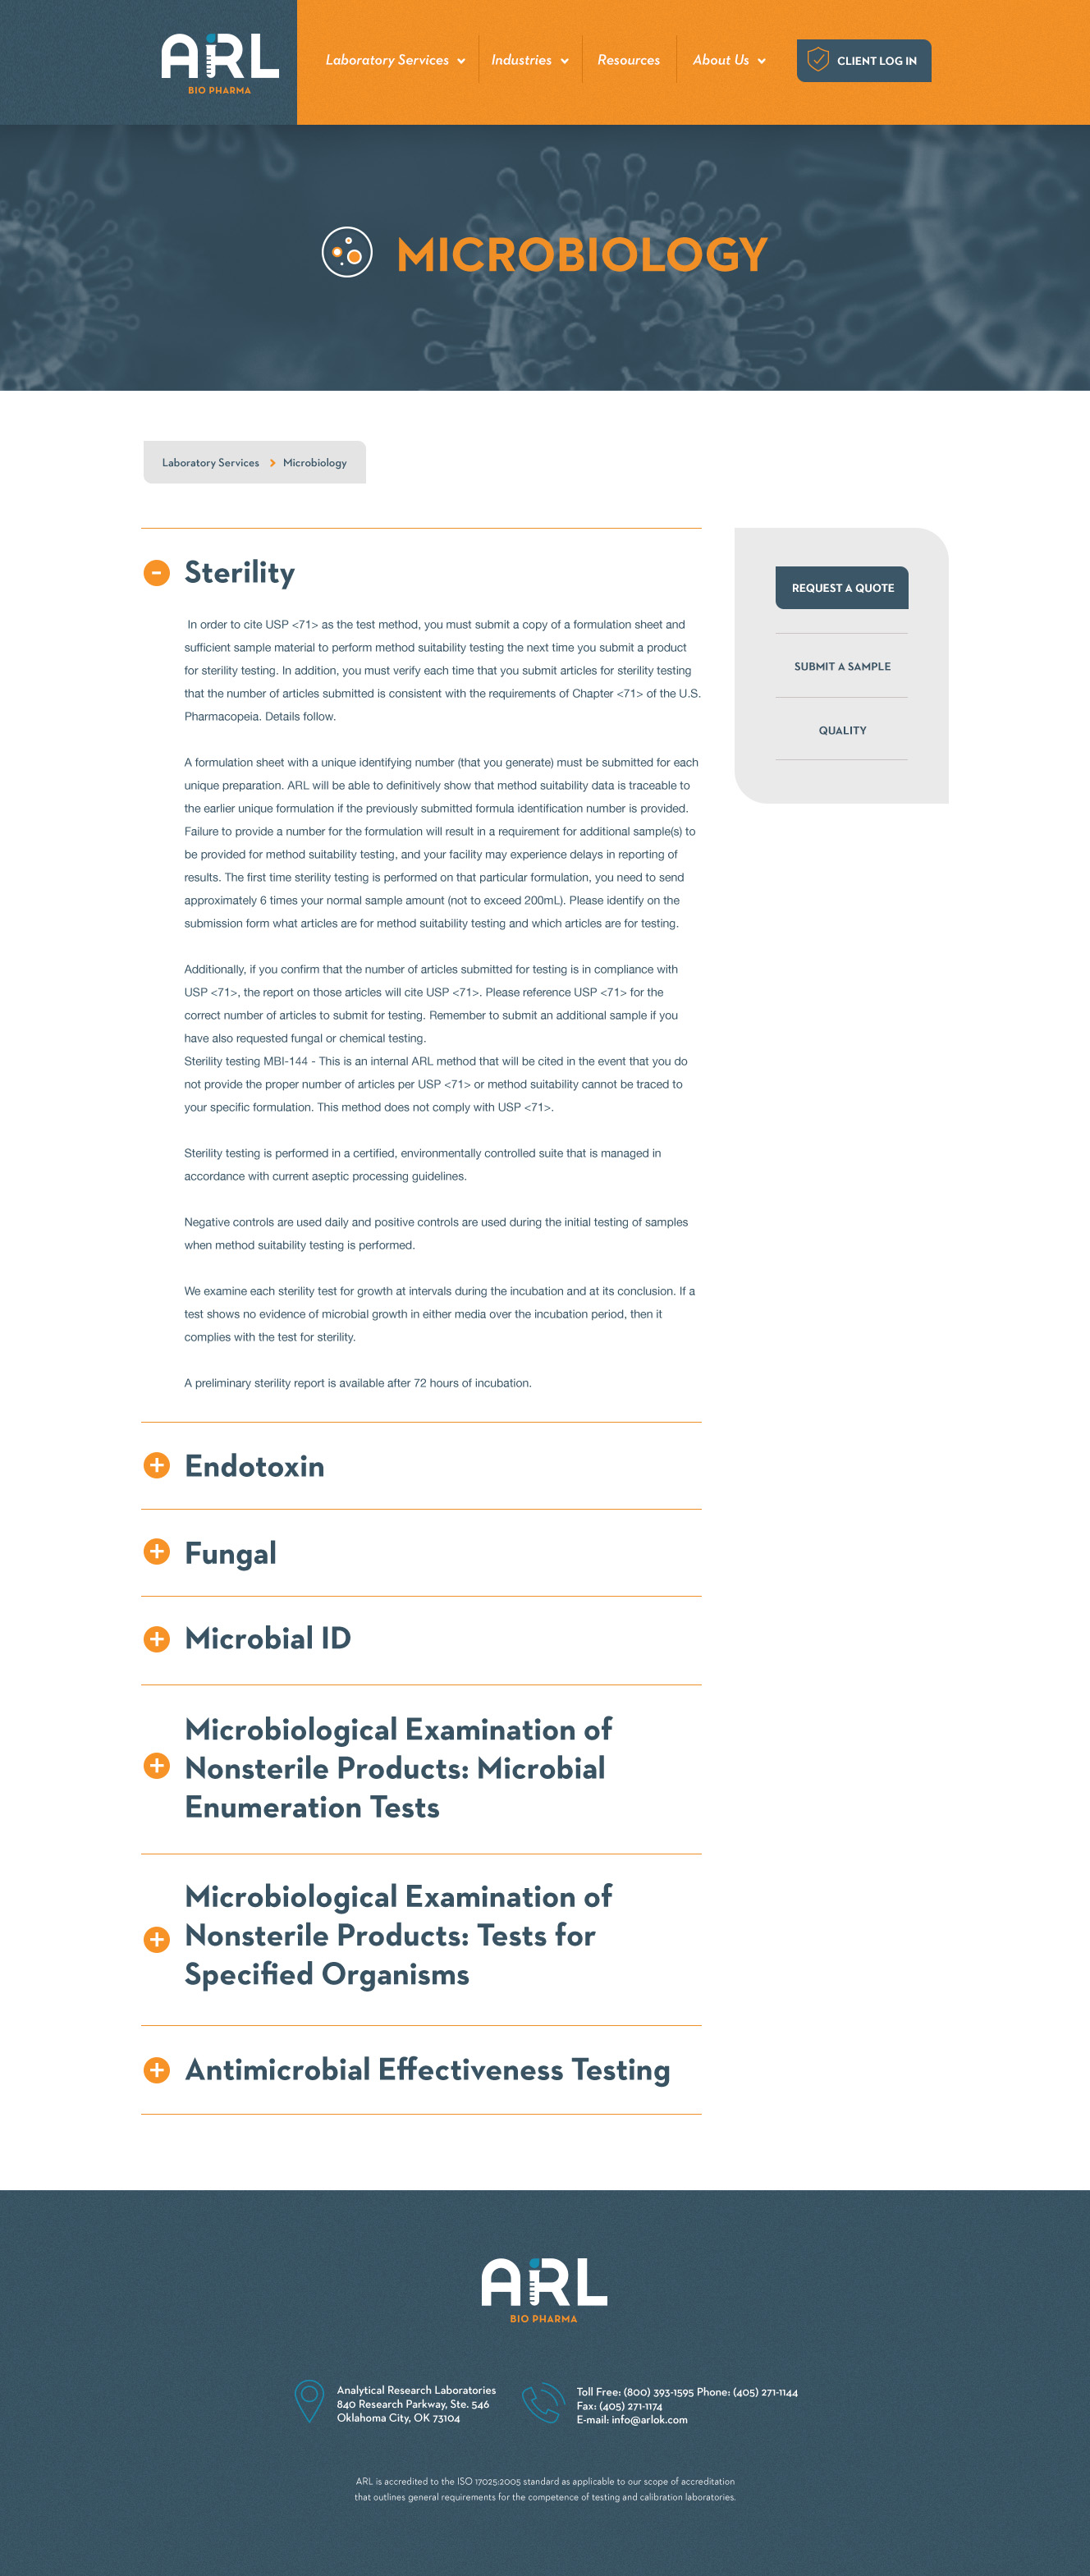 ARL
BIO PHARMA
Laboratory Services
Industries
Resources
About Us
CLIENT LOG IN
MICROBIOLOGY
Laboratory Services > Microbiology
Sterility
In order to cite USP <71> as the test method, you must submit a copy of a formulation sheet and
sufficient sample material to perform method suitability testing the next time you submit a product
for sterility testing. In addition, you must verify each time that you submit articles for sterility testing
that the number of articles submitted is consistent with the requirements of Chapter <71> of the U.S.
Pharmacopeia. Details follow.
A formulation sheet with a unique identifying number (that you generate) must be submitted for each
unique preparation. ARL will be able to definitively show that method suitability data is traceable to
the earlier unique formulation if the previously submitted formula identification number is provided.
Failure to provide a number for the formulation will result in a requirement for additional sample(s) to
be provided for method suitability testing, and your facility may experience delays in reporting of
results. The first time sterility testing is performed on that particular formulation, you need to send
approximately 6 times your normal sample amount (not to exceed 200mL). Please identify on the
submission form what articles are for method suitability testing and which articles are for testing.
Additionally, if you confirm that the number of articles submitted for testing is in compliance with
USP <71>, the report on those articles will cite USP <71>. Please reference USP <71> for the
correct number of articles to submit for testing. Remember to submit an additional sample if you
have also requested fungal or chemical testing.
Sterility testing MBI-144 - This is an internal ARL method that will be cited in the event that you do
not provide the proper number of articles per USP <71> or method suitability cannot be traced to
your specific formulation. This method does not comply with USP <71>.
Sterility testing is performed in a certified, environmentally controlled suite that is managed in
accordance with current aseptic processing guidelines.
Negative controls are used daily and positive controls are used during the initial testing of samples
when method suitability testing is performed.
We examine each sterility test for growth at intervals during the incubation and at its conclusion. If a
test shows no evidence of microbial growth in either media over the incubation period, then it
complies with the test for sterility.
A preliminary sterility report is available after 72 hours of incubation.
REQUEST A QUOTE
SUBMIT A SAMPLE
QUALITY
Endotoxin
Fungal
Microbial ID
Microbiological Examination of
Nonsterile Products: Microbial
Enumeration Tests
Microbiological Examination of
Nonsterile Products: Tests for
Specified Organisms
Antimicrobial Effectiveness Testing
ARL
BIO PHARMA
Analytical Research Laboratories
840 Research Parkway, Ste. 546
Oklahoma City, OK 73104
Toll Free: (800) 393-1595 Phone: (405) 271-1144
Fax: (405) 271-1174
E-mail: info@arlok.com
ARL is accredited to the ISO 17025:2005 standard as applicable to our scope of accreditation
that outlines general requirements for the competence of testing and calibration laboratories.